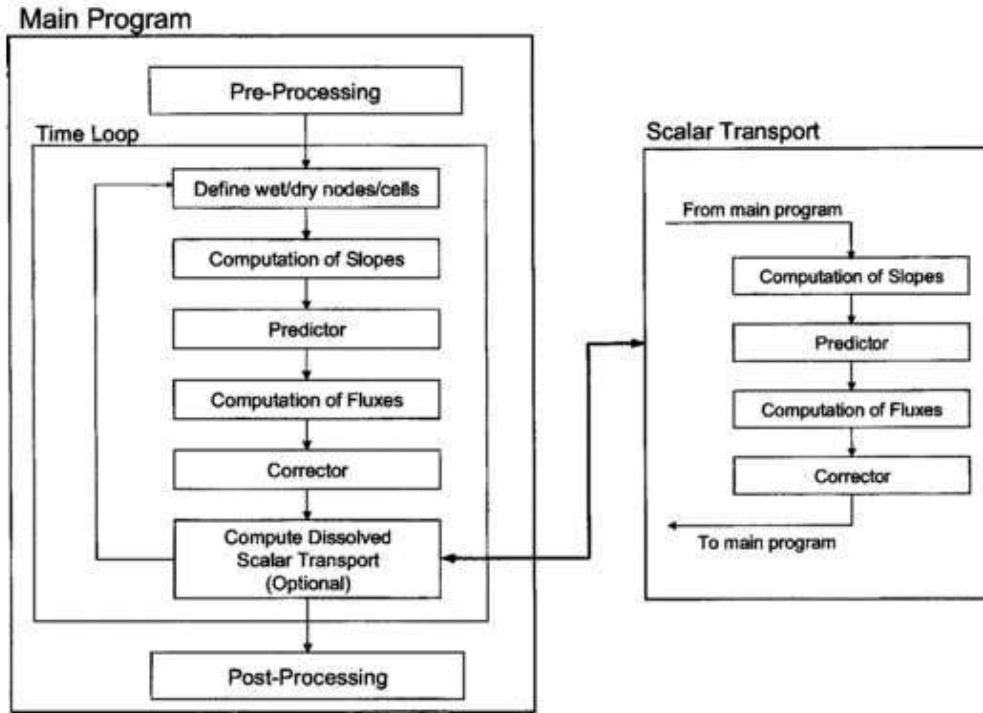 Main Program
Pre-Processing
Time Loop
Define wet/dry nodes/cells
Computation of Slopes
Predictor
Computation of Fluxes
Corrector
Compute Dissolved
Scalar Transport
(Optional)
Post-Processing
Scalar Transport
From main program
Computation of Slopes
Predictor
Computation of Fluxes
Corrector
To main program